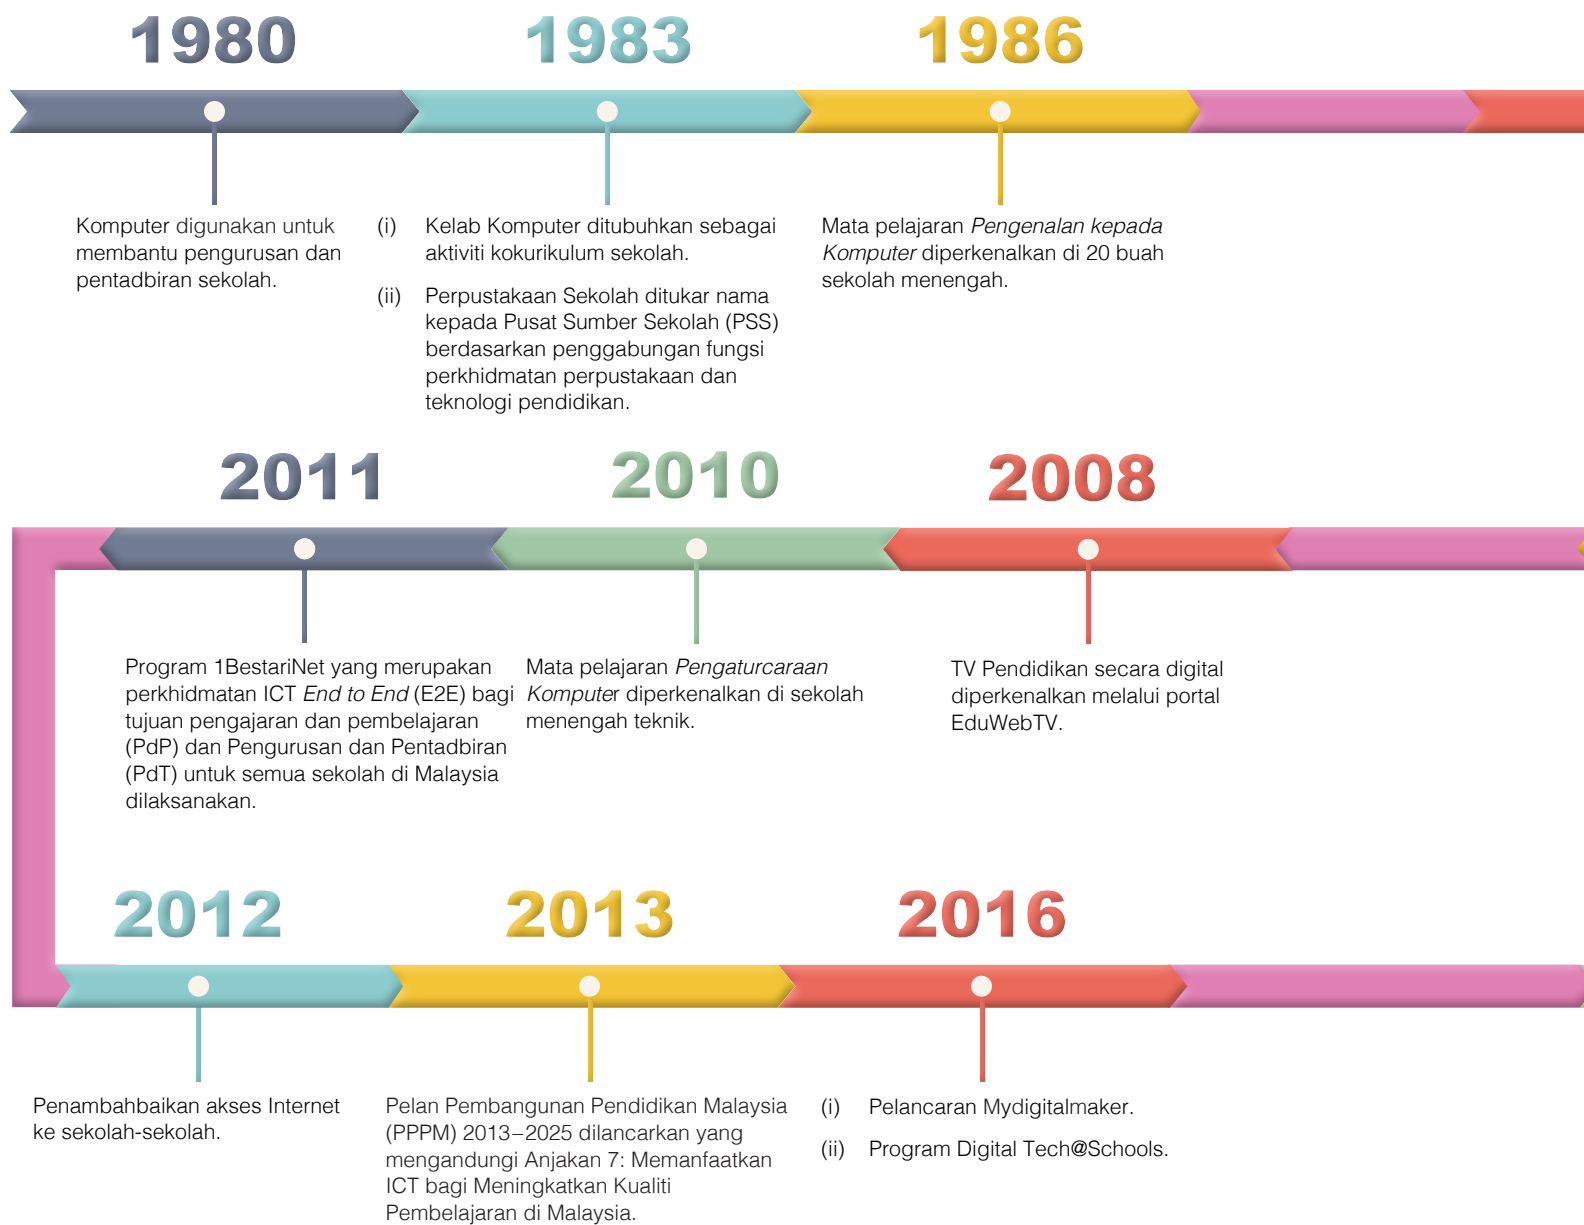 1980
Komputer digunakan untuk
membantu pengurusan dan
pentadbiran sekolah.
1983
(i) Kelab Komputer ditubuhkan sebagai
aktiviti kokurikulum sekolah.
(ii) Perpustakaan Sekolah ditukar nama
kepada Pusat Sumber Sekolah (PSS)
berdasarkan penggabungan fungsi
perkhidmatan perpustakaan dan
teknologi pendidikan.
1986
Mata pelajaran Pengenalan kepada
Komputer diperkenalkan di 20 buah
sekolah menengah.
2011
Program 1BestariNet yang merupakan
perkhidmatan ICT End to End (E2E) bagi
tujuan pengajaran dan pembelajaran
(PdP) dan Pengurusan dan Pentadbiran
(PdT) untuk semua sekolah di Malaysia
dilaksanakan.
2010
Mata pelajaran Pengaturcaraan
Komputer diperkenalkan di sekolah
menengah teknik.
2008
TV Pendidikan secara digital
diperkenalkan melalui portal
EduWebTV.
2012
Penambahbaikan akses Internet
ke sekolah-sekolah.
2013
Pelan Pembangunan Pendidikan Malaysia
(PPPM) 2013–2025 dilancarkan yang
mengandungi Anjakan 7: Memanfaatkan
ICT bagi Meningkatkan Kualiti
Pembelajaran di Malaysia.
2016
(i) Pelancaran Mydigitalmaker.
(ii) Program Digital Tech@Schools.